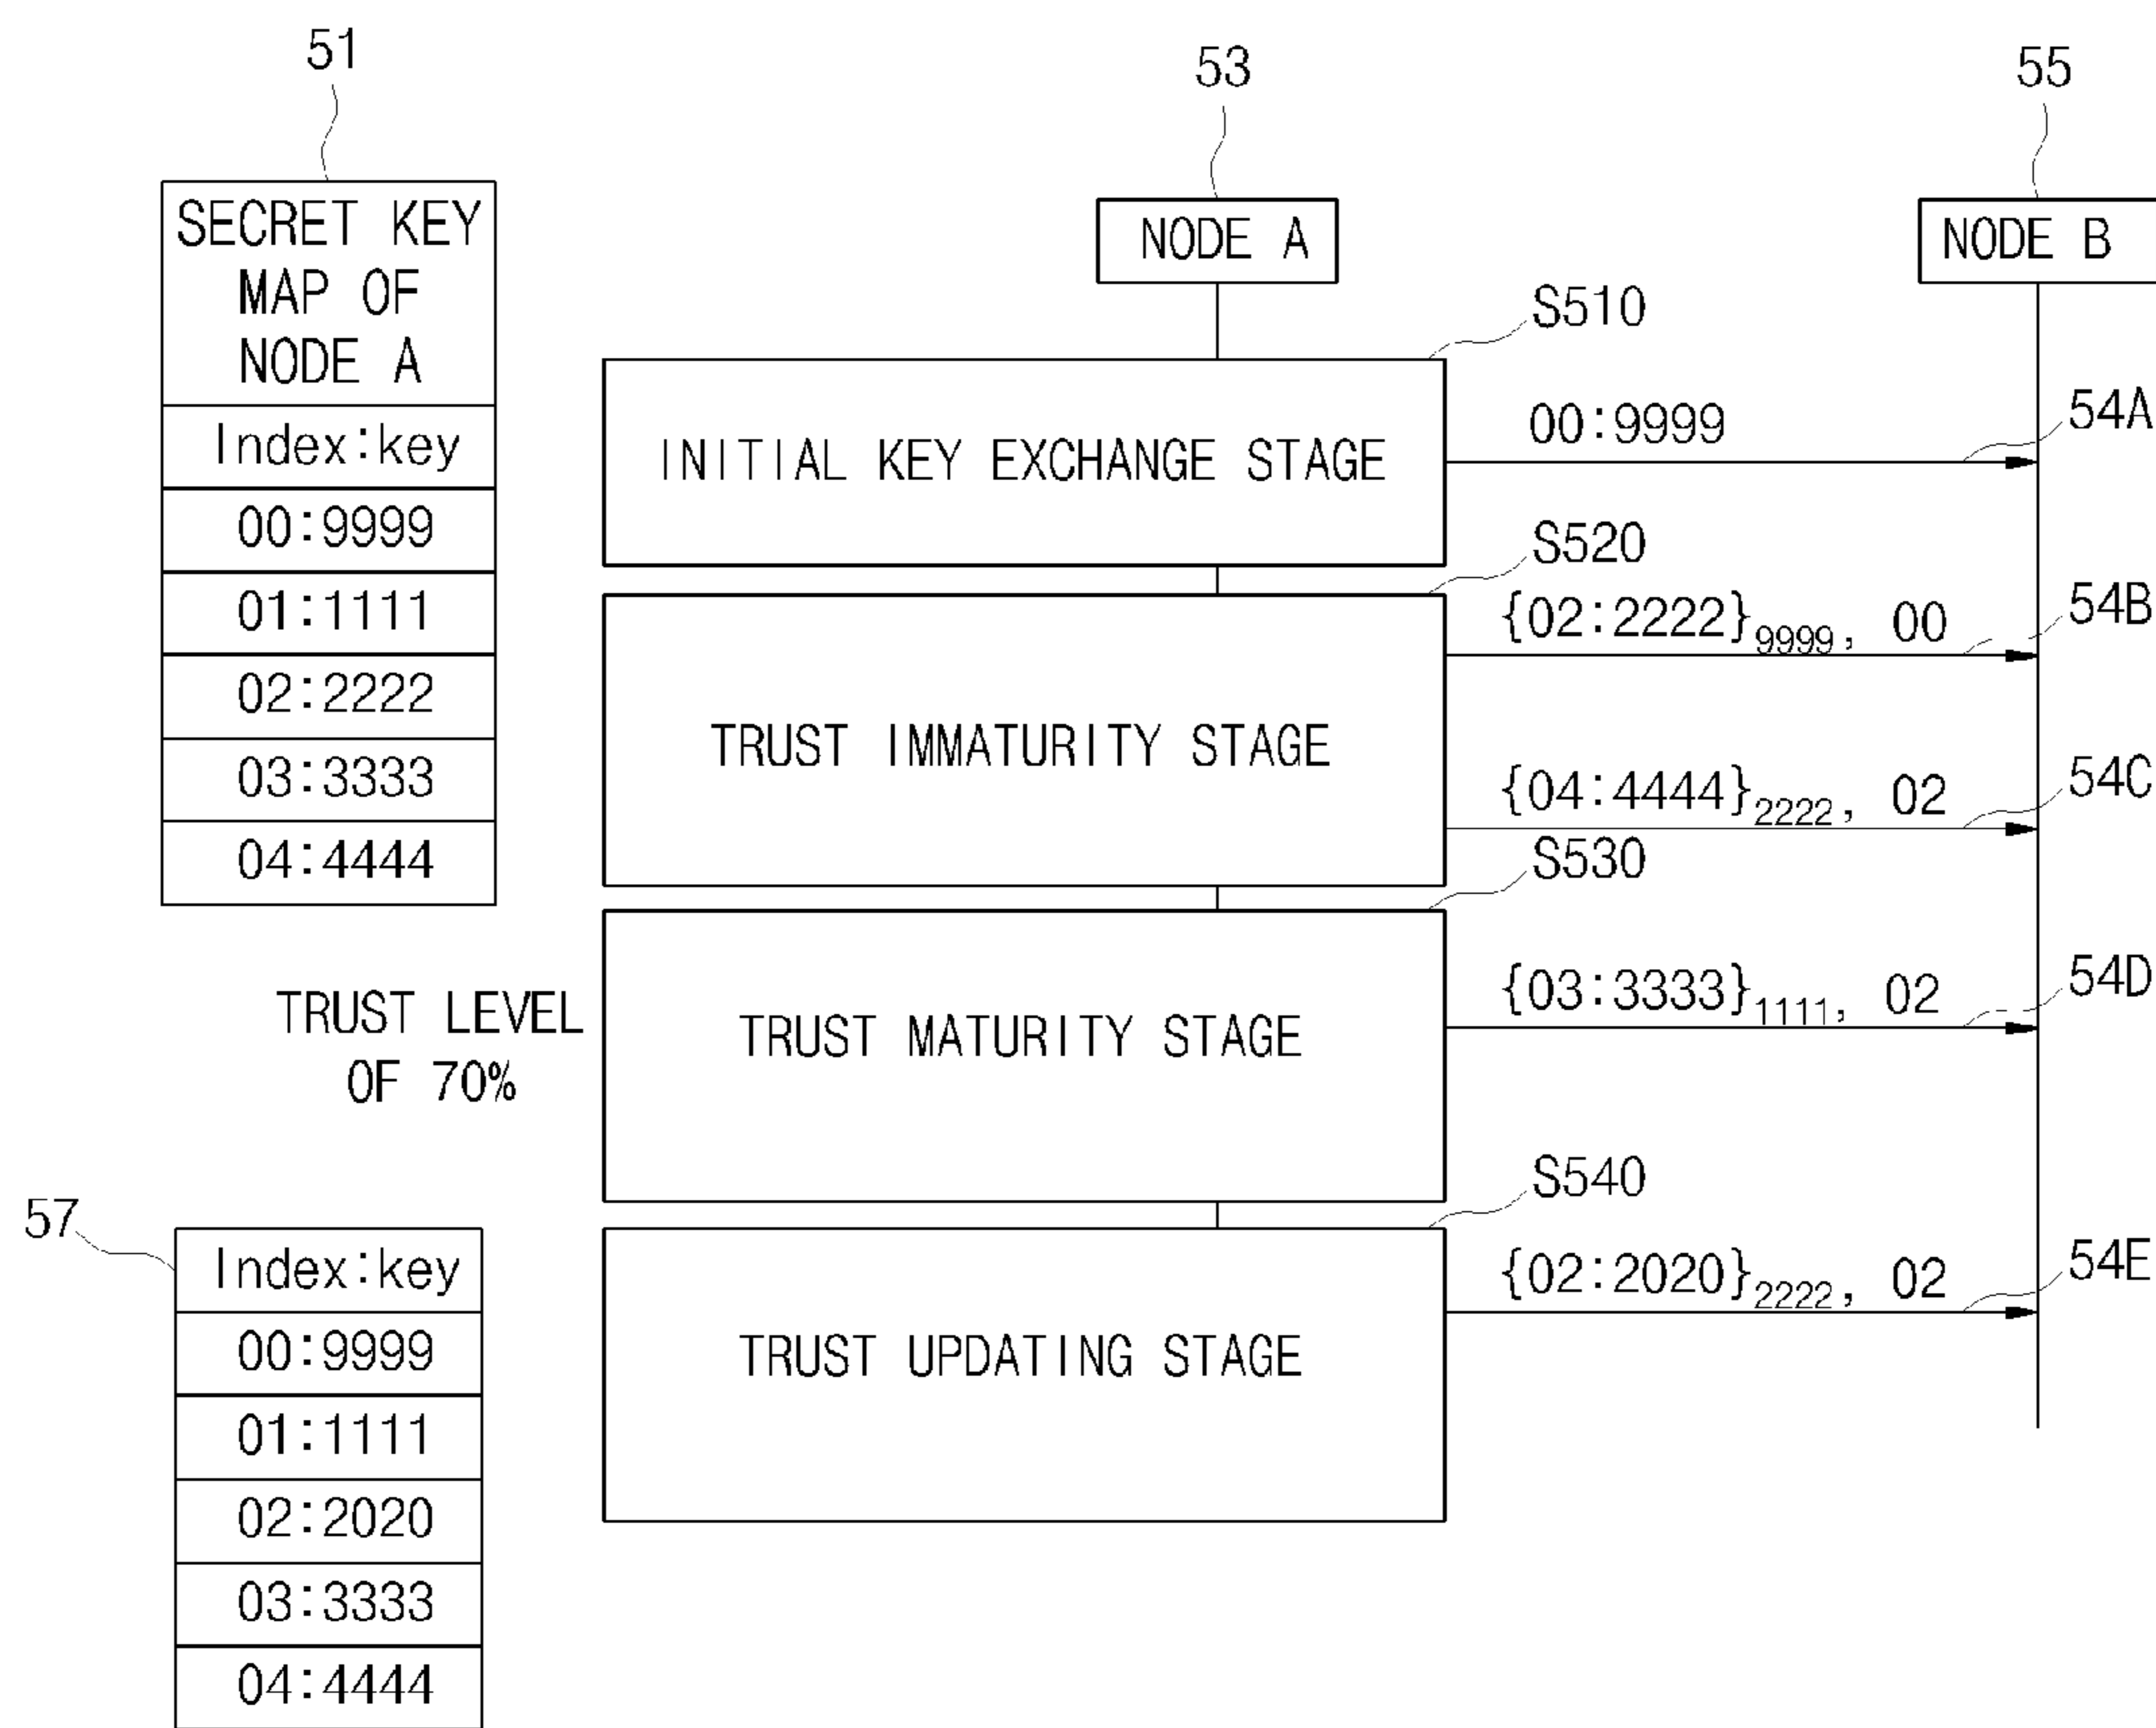 51
53
55
SECRET KEY
MAP OF
NODE A
Index:key
00:9999
01:1111
02:2222
03:3333
04:4444
NODE A
NODE B
S510
INITIAL KEY EXCHANGE STAGE
00:9999
54A
S520
TRUST IMMATURITY STAGE
{02:2222}9999, 00
54B
{04:4444}2222, 02
54C
S530
TRUST LEVEL
OF 70%
TRUST MATURITY STAGE
{03:3333}1111, 02
54D
S540
TRUST UPDATING STAGE
{02:2020}2222, 02
54E
57
Index:key
00:9999
01:1111
02:2020
03:3333
04:4444